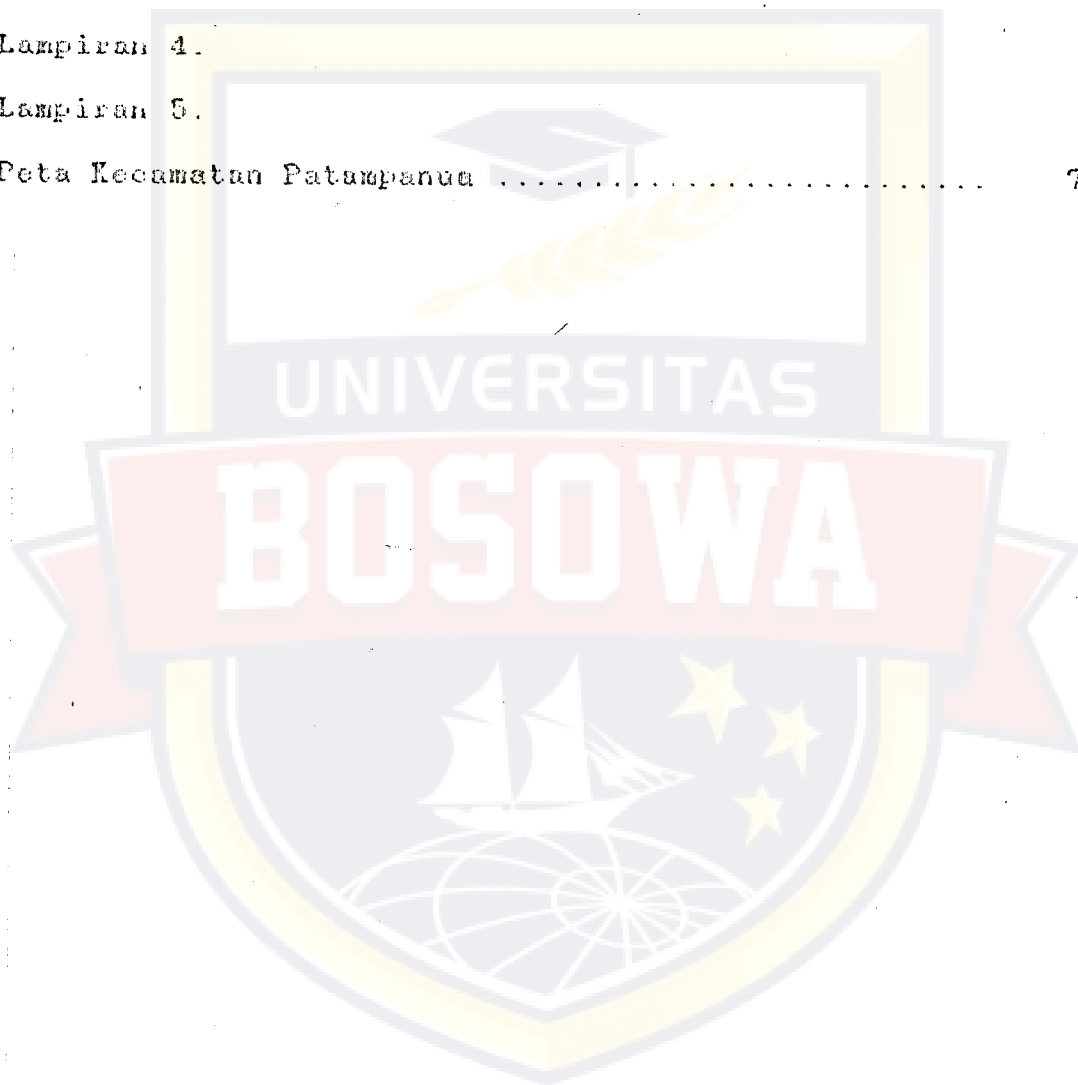 Lampiran 4.
Lampiran 5.
Peta Kecamatan Patampanua ........................... 7
UNIVERSITAS
BOSOWA